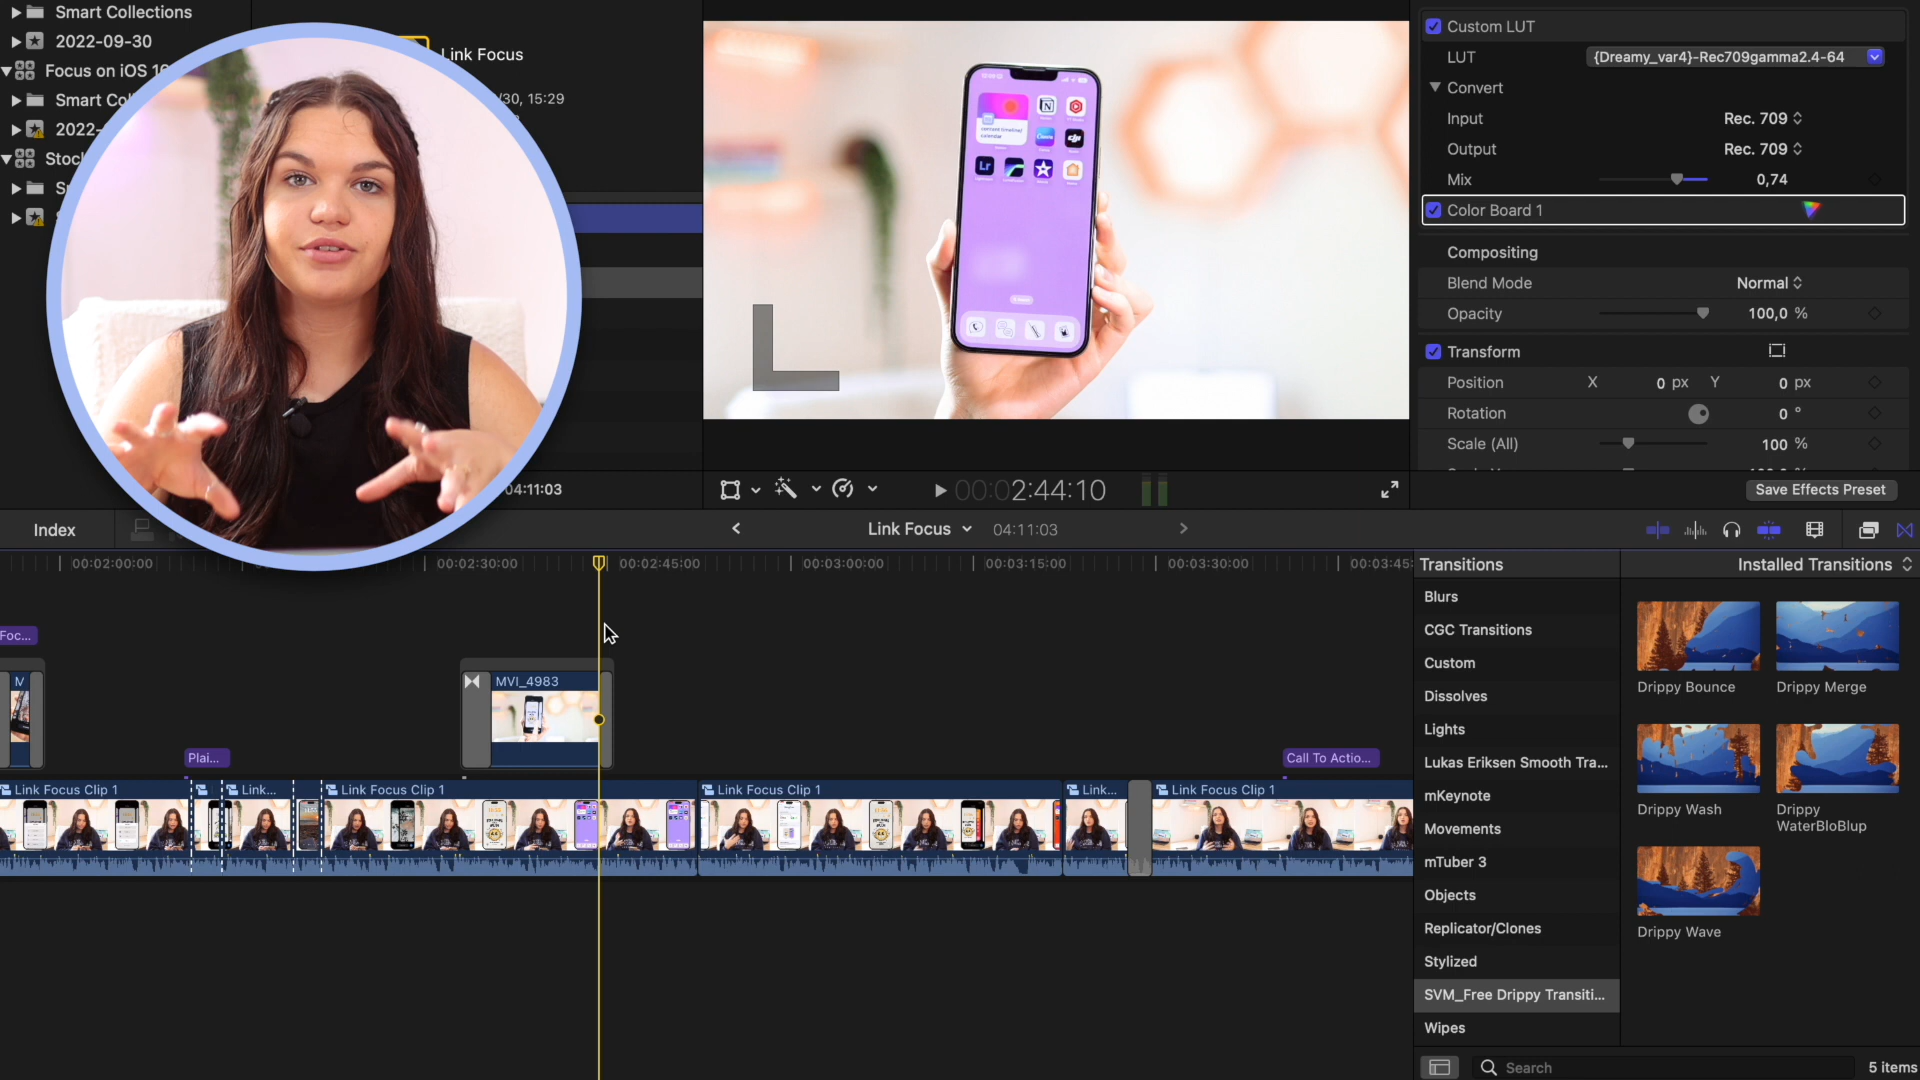 Smart Collections
2022-09-30
Focus on iOS 16
Smart Col
2022-
Stock
Link Focus
/30, 15:29
04:11:03
00:02:44:10
Custom LUT
LUT
{Dreamy_var4}-Rec709gamma2.4-64
Convert
Input
Rec. 709
Output
Rec. 709
Mix
0,74
Color Board 1
Compositing
Blend Mode
Normal
Opacity
100,0 %
Transform
Position
X
0 px
Y
0 px
Rotation
0 °
Scale (All)
100 %
Save Effects Preset
Index
Link Focus
04:11:03
00:02:00:00
00:02:30:00
00:02:45:00
00:03:00:00
00:03:15:00
00:03:30:00
00:03:45:
Foc...
M
MVI_4983
Plai...
Call To Actio...
Link Focus Clip 1
Link...
Link Focus Clip 1
Link Focus Clip 1
Link...
Link Focus Clip 1
Transitions
Installed Transitions
Blurs
CGC Transitions
Custom
Dissolves
Lights
Lukas Eriksen Smooth Tra...
mKeynote
Movements
mTuber 3
Objects
Replicator/Clones
Stylized
SVM_Free Drippy Transiti...
Wipes
Drippy Bounce
Drippy Merge
Drippy Wash
Drippy
WaterBloBlup
Drippy Wave
Search
5 items